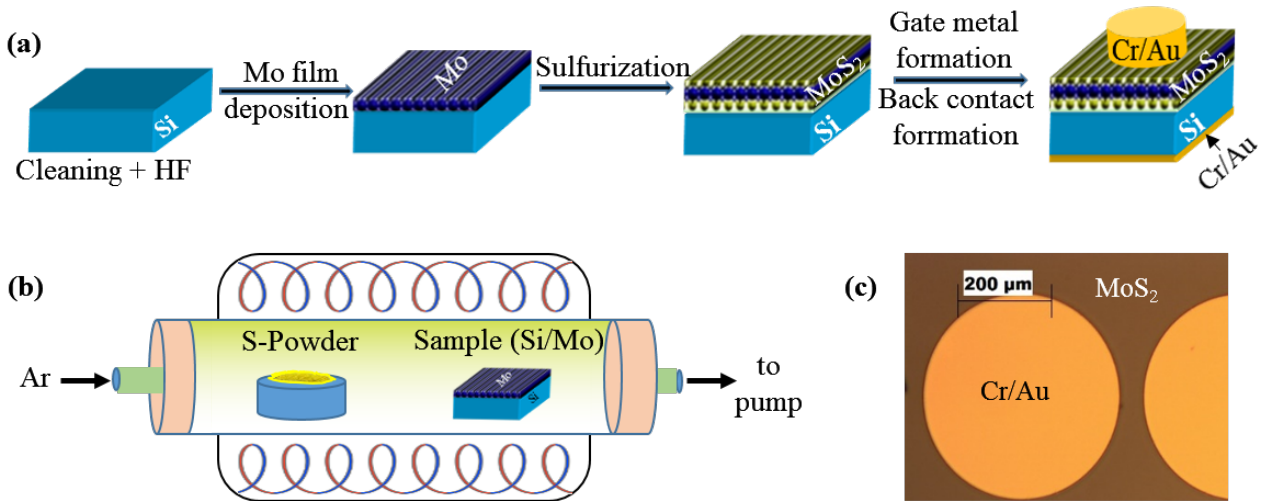 (a)
Si
Cleaning + HF
Mo film
deposition
Mo
Sulfurization
MoS2
Si
Gate metal
formation
Back contact
forrmation
Cr/Au
MoS2
Si
Cr/Au
(b)
Ar
S-Powder
Sample (Si/Mo)
Mo
Si
to
pump
(c)
200 µm
MoS2
Cr/Au